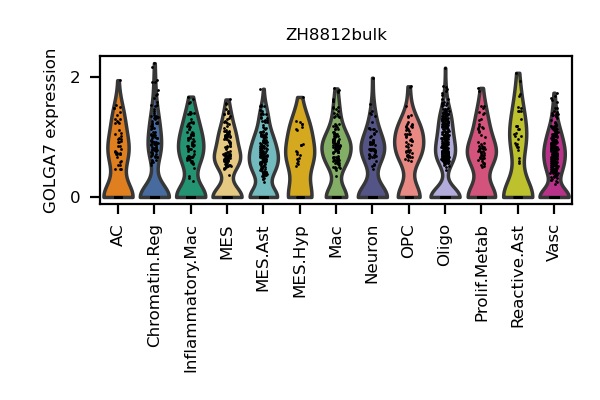 ZH8812bulk
GOLGA7 expression
2
0
AC
Chromatin.Reg
Inflammatory.Mac
MES
MES.Ast
MES.Hyp
Mac
Neuron
OPC
Oligo
Prolif.Metab
Reactive.Ast
Vasc